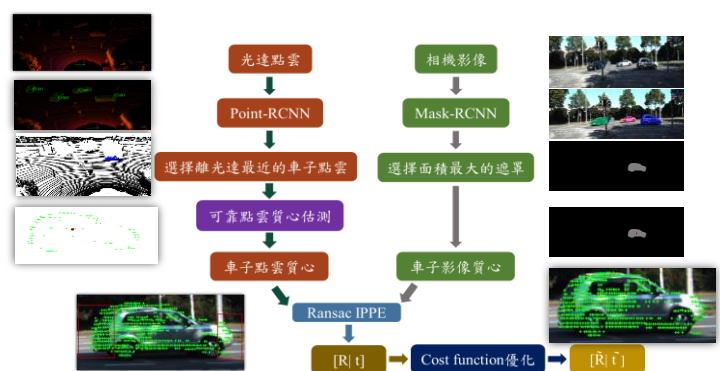 光達點雲
相機影像
Point-RCNN
Mask-RCNN
選擇離光達最近的車子點雲
選擇面積最大的遮罩
可靠點雲質心估測
車子點雲質心
車子影像質心
Ransac IPPE
[R| t]
Cost function優化
[R̃| t̃]